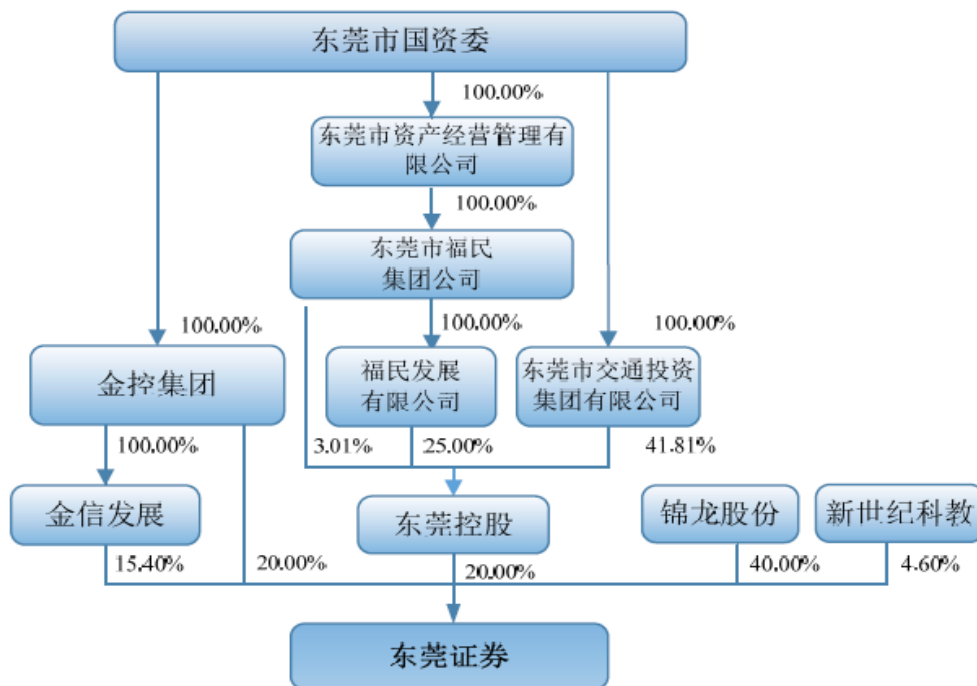 东莞市国资委
100.00%
东莞市资产经营管理有
限公司
100.00%
东莞市福民
集团公司
100.00%
100.00%
100.00%
金控集团
福民发展
有限公司
东莞市交通投资
集团有限公司
100.00%
3.01%
25.00%
41.81%
金信发展
东莞控股
锦龙股份
新世纪科教
15.40%
20.00%
20.00%
40.00%
4.60%
东莞证券